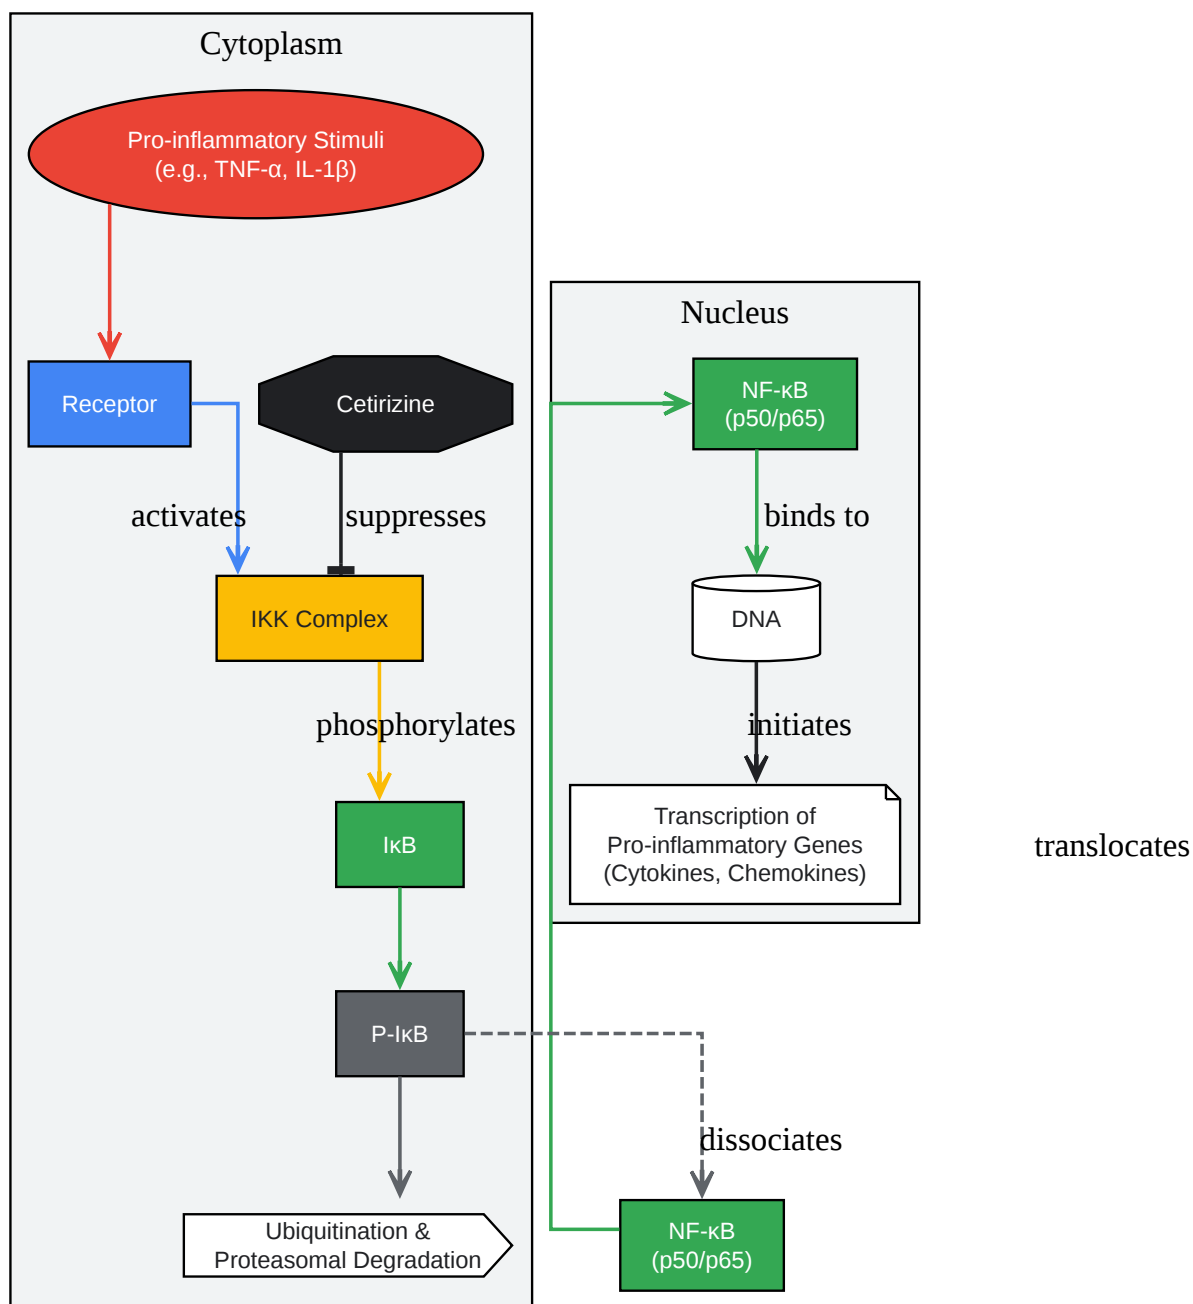 Cytoplasm
Pro-inflammatory Stimuli
(e.g., TNF-α, IL-1β)
Receptor
Cetirizine
activates
suppresses
IKK Complex
phosphorylates
IκB
P-IκB
Ubiquitination &
Proteasomal Degradation
Nucleus
NF-κB
(p50/p65)
binds to
DNA
initiates
Transcription of
Pro-inflammatory Genes
(Cytokines, Chemokines)
translocates
dissociates
NF-κB
(p50/p65)